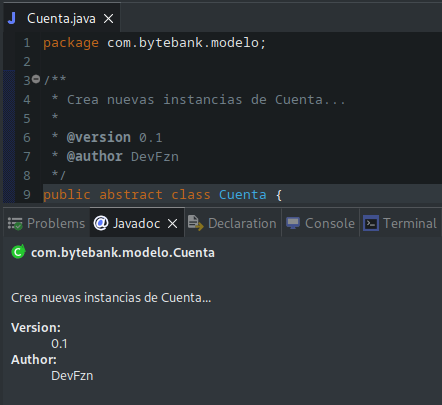 Cuenta.java
1 package com.bytebank.modelo;
2
3 /**
4 * Crea nuevas instancias de Cuenta...
5 *
6 * @version 0.1
7 * @author DevFzn
8 */
9 public abstract class Cuenta {
Problems @ Javadoc Declaration Console Terminal
com.bytebank.modelo.Cuenta
Crea nuevas instancias de Cuenta...
Version:
0.1
Author:
DevFzn